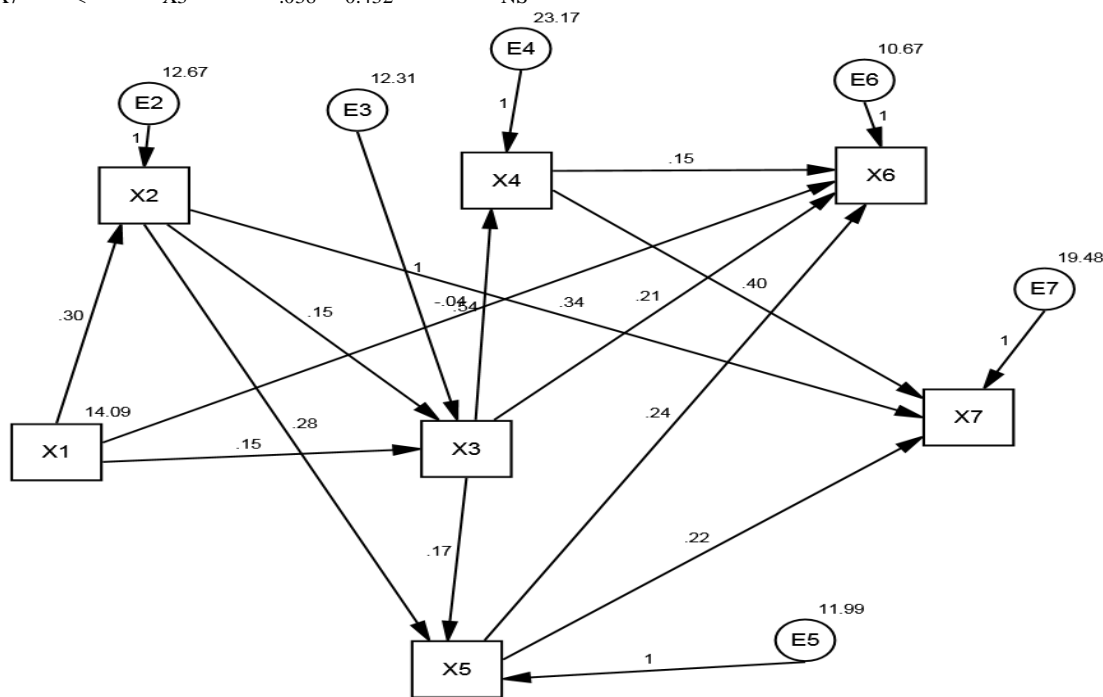 23.17
E4
10.67
12.67
12.31
E6
E2
E3
1
1
1
X2
X4
.15
X6
19.48
1
.40
E7
-.04
.54
.34
.21
.30
.15
1
14.09
.28
.24
X7
X1
.15
X3
.17
.22
11.99
E5
1
X5